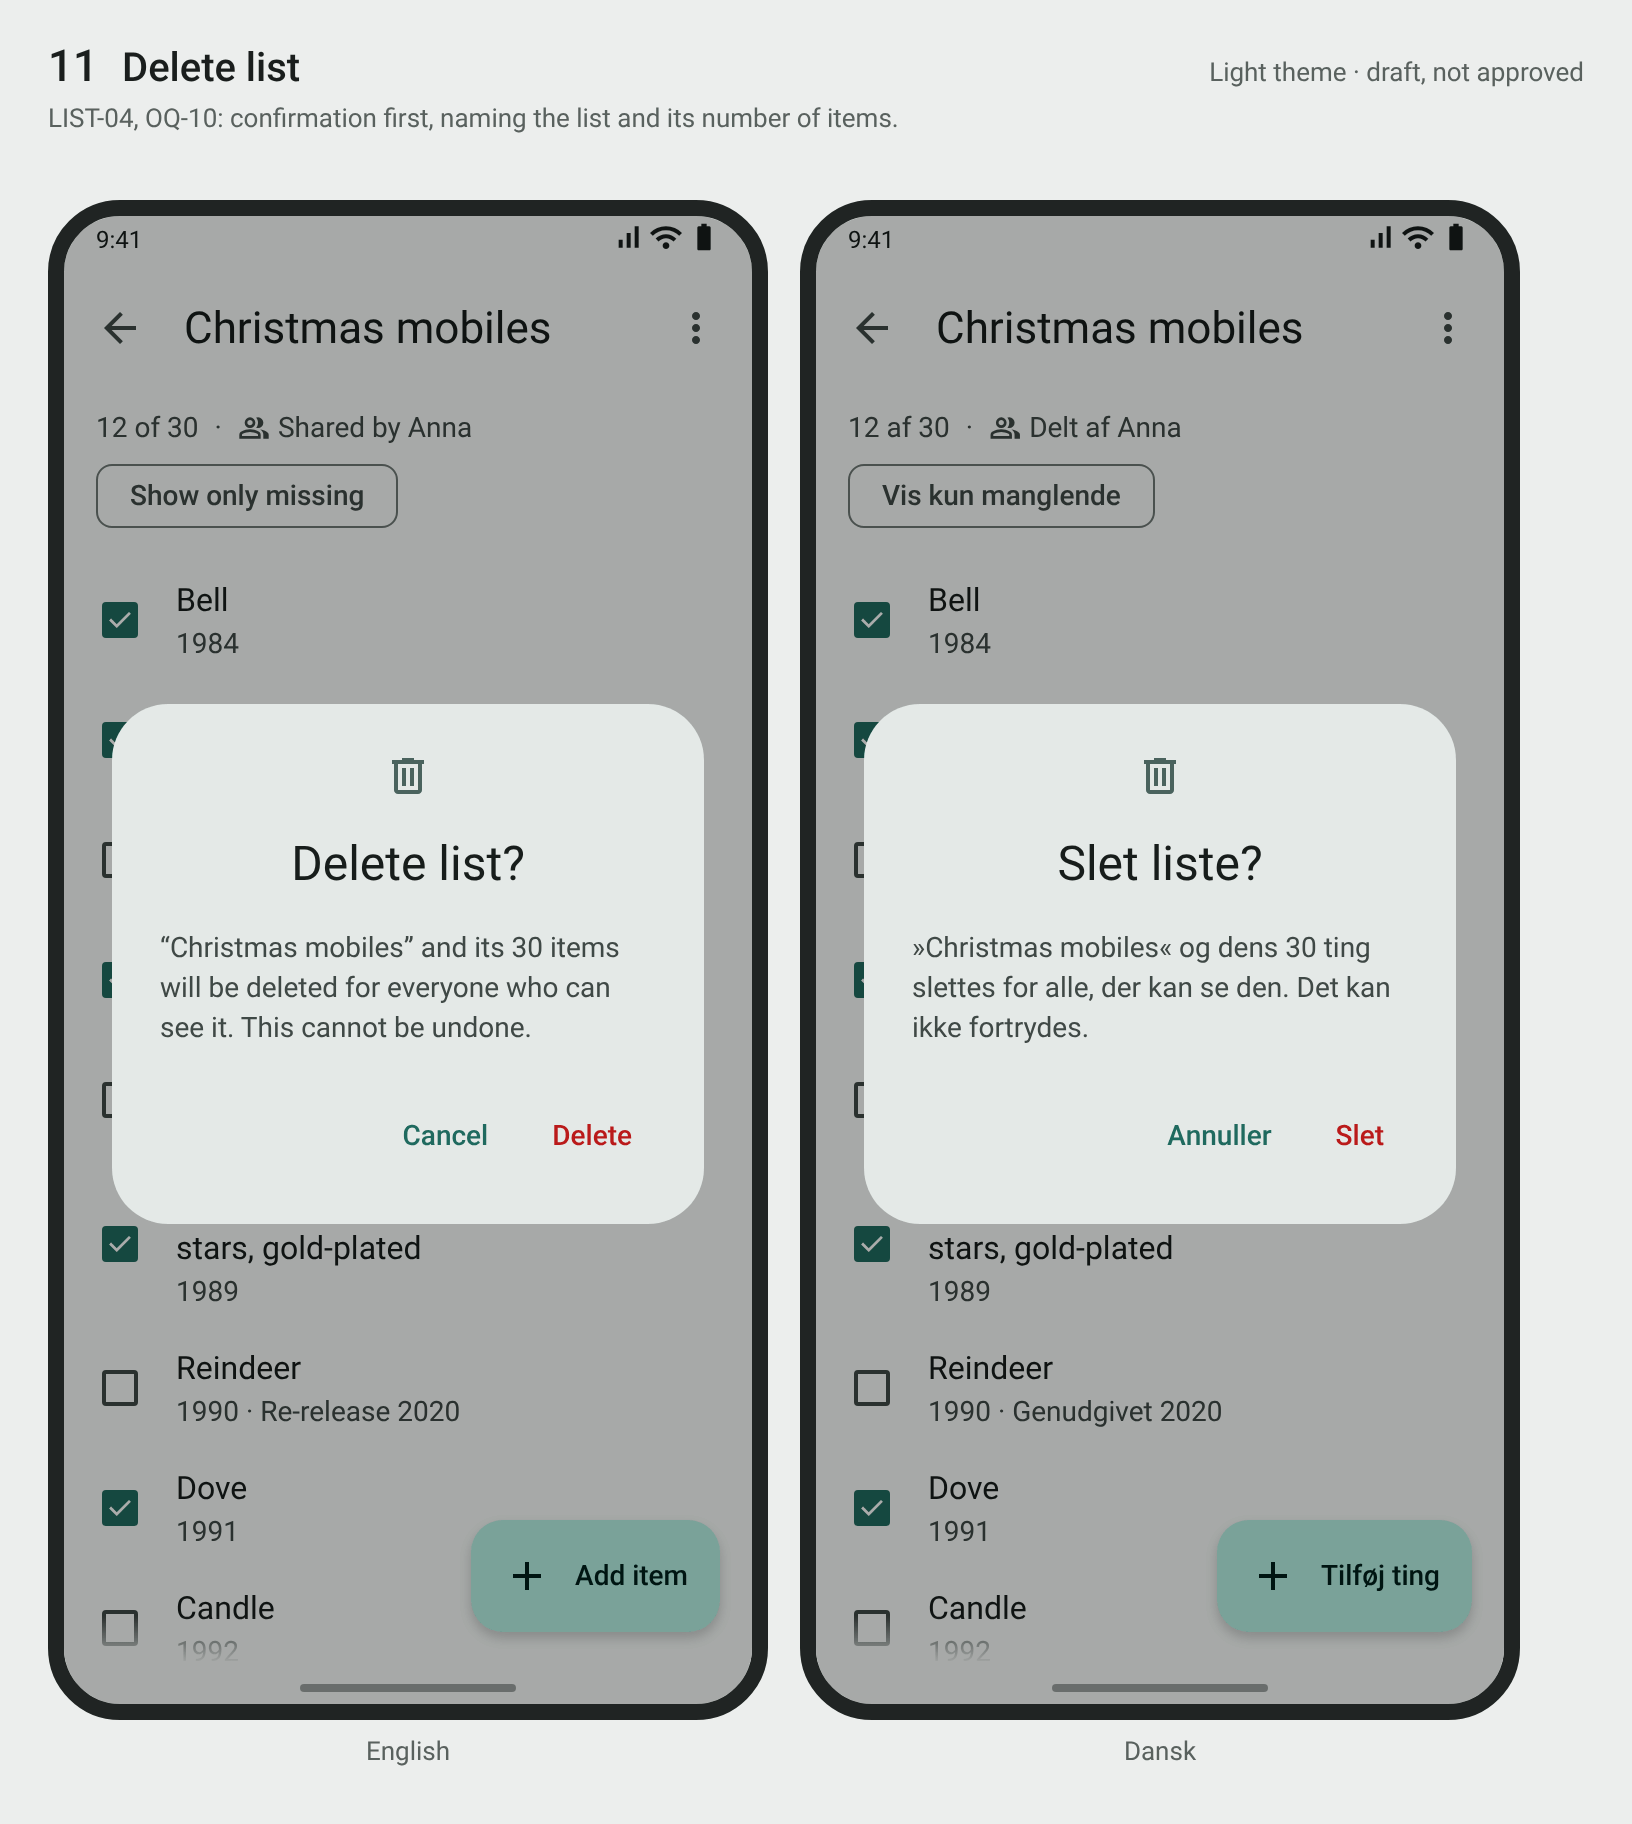 11 Delete list
Light theme · draft, not approved
LIST-04, OQ-10: confirmation first, naming the list and its number of items.
9:41
Christmas mobiles
12 of 30 · Shared by Anna
Show only missing
Bell
1984
Delete list?
“Christmas mobiles” and its 30 items
will be deleted for everyone who can
see it. This cannot be undone.
Cancel Delete
stars, gold-plated
1989
Reindeer
1990 · Re-release 2020
Dove
1991
Add item
Candle
1992
English
9:41
Christmas mobiles
12 af 30 · Delt af Anna
Vis kun manglende
Bell
1984
Slet liste?
»Christmas mobiles« og dens 30 ting
slettes for alle, der kan se den. Det kan
ikke fortrydes.
Annuller Slet
stars, gold-plated
1989
Reindeer
1990 · Genudgivet 2020
Dove
1991
Tilføj ting
Candle
1992
Dansk